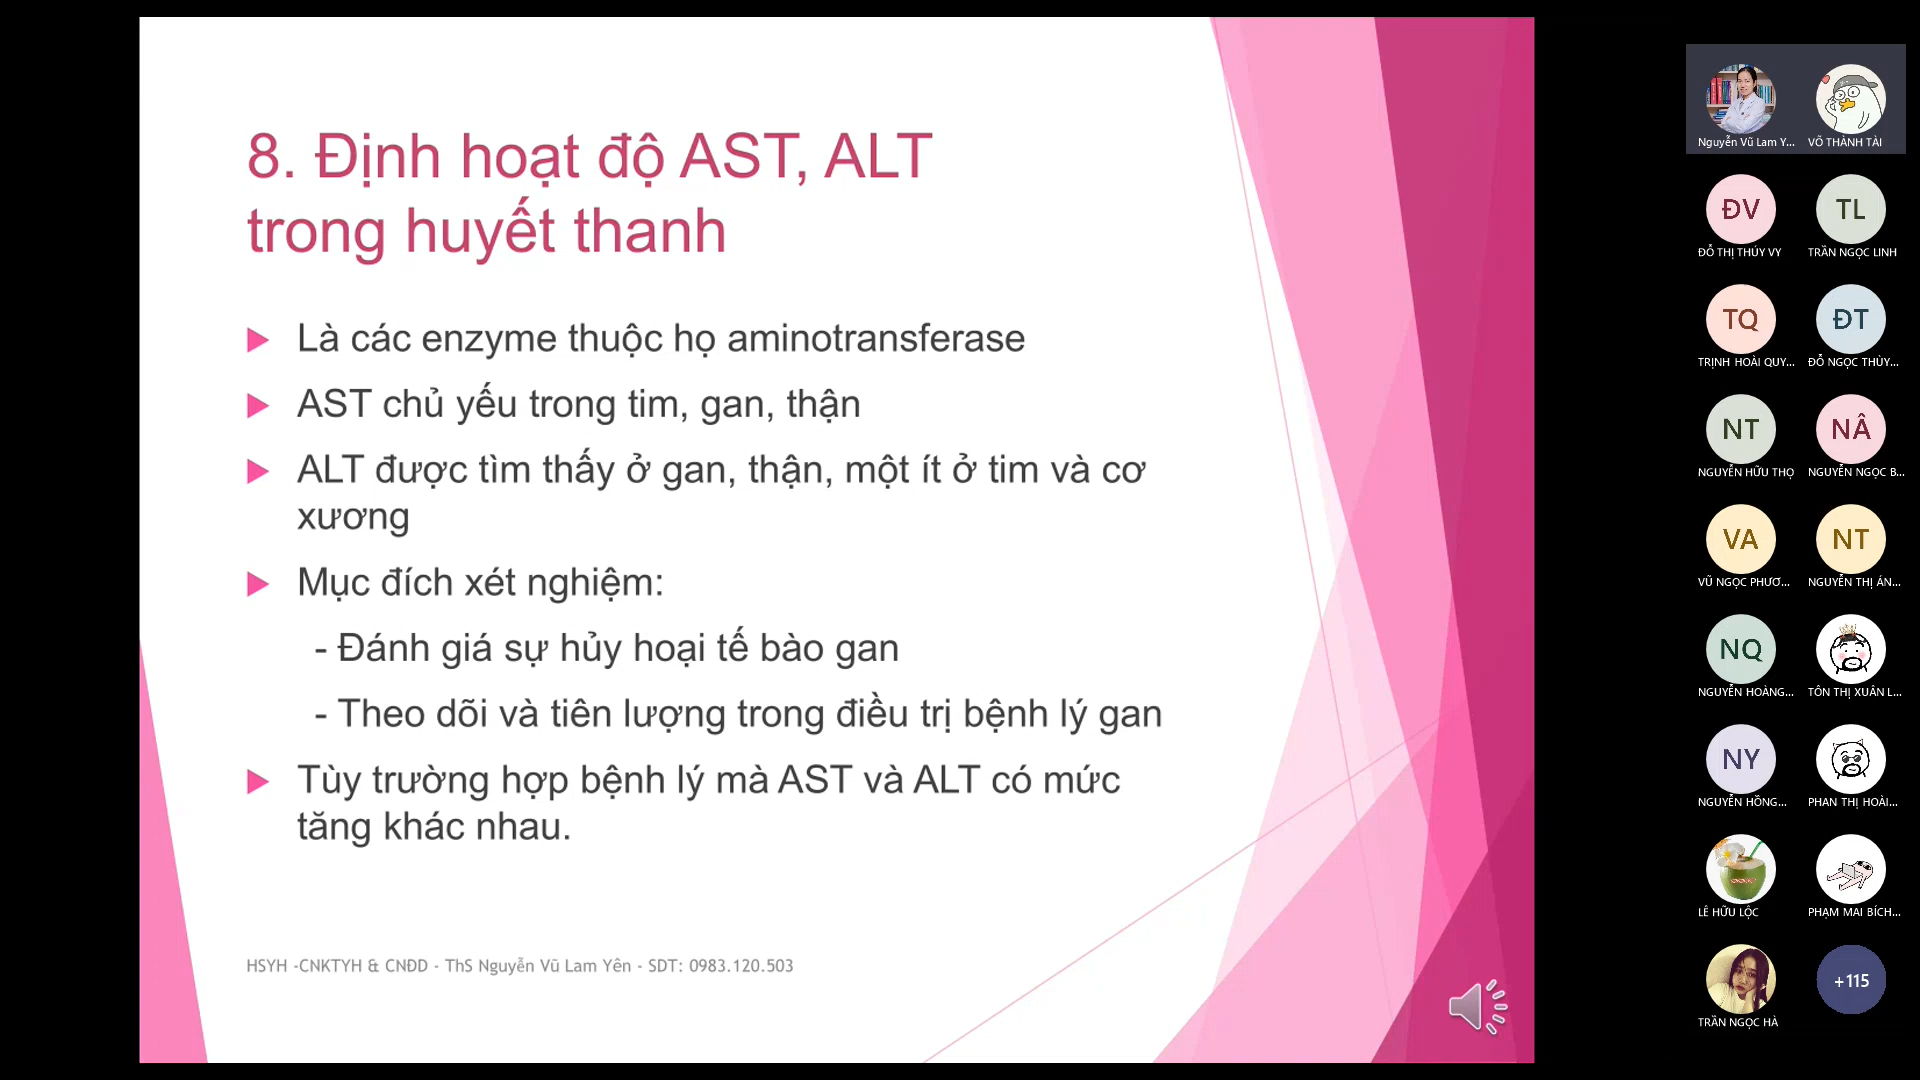 8. Định hoạt độ AST, ALT
trong huyết thanh
Là các enzyme thuộc họ aminotransferase
AST chủ yếu trong tim, gan, thận
ALT được tìm thấy ở gan, thận, một ít ở tim và cơ
xương
Mục đích xét nghiệm:
- Đánh giá sự hủy hoại tế bào gan
- Theo dõi và tiên lượng trong điều trị bệnh lý gan
Tùy trường hợp bệnh lý mà AST và ALT có mức
tăng khác nhau.
HSYH -CNKTYH & CNĐD - ThS Nguyễn Vũ Lam Yên - SDT: 0983.120.503
Nguyễn Vũ Lam Y...
VÕ THÀNH TÀI
ĐV
TL
ĐỖ THỊ THÚY VY
TRẦN NGỌC LINH
TQ
ĐT
TRỊNH HOÀI QUY...
ĐỖ NGỌC THÙY...
NT
NÂ
NGUYỄN HỮU THỌ
NGUYỄN NGỌC B...
VA
NT
VŨ NGỌC PHƯƠ...
NGUYỄN THỊ ÁN...
NQ
NGUYỄN HOÀNG...
TÔN THỊ XUÂN L...
NY
NGUYỄN HỒNG...
PHAN THỊ HOÀI...
LÊ HỮU LỘC
PHẠM MAI BÍCH...
+115
TRẦN NGỌC HÀ